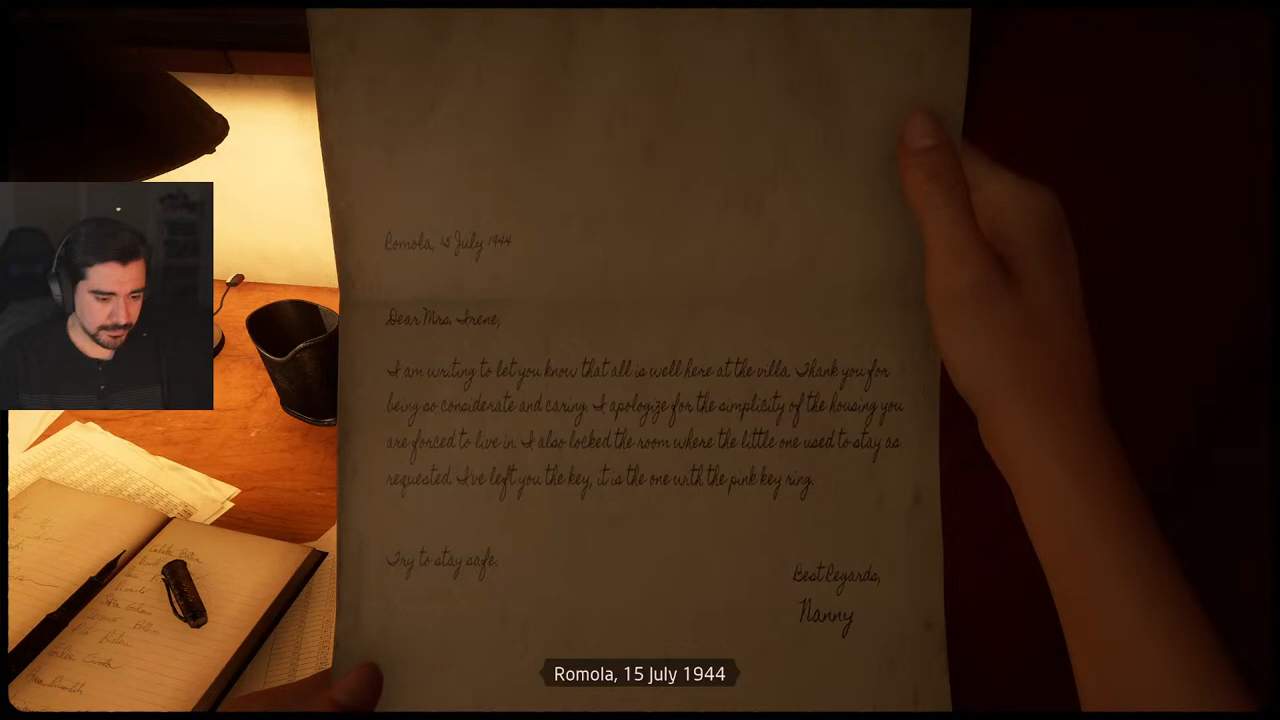 Romola, 15 July 1944
Dear Mrs. Irene,
I am writing to let you know that all is well here at the villa. Thank you for
being so considerate and caring. I apologize for the simplicity of the housing you
are forced to live in. I also locked the room where the little one used to stay as
requested. I've left you the key, it is the one with the pink key ring.
Try to stay safe.
Best Regards,
Nanny
Romola, 15 July 1944